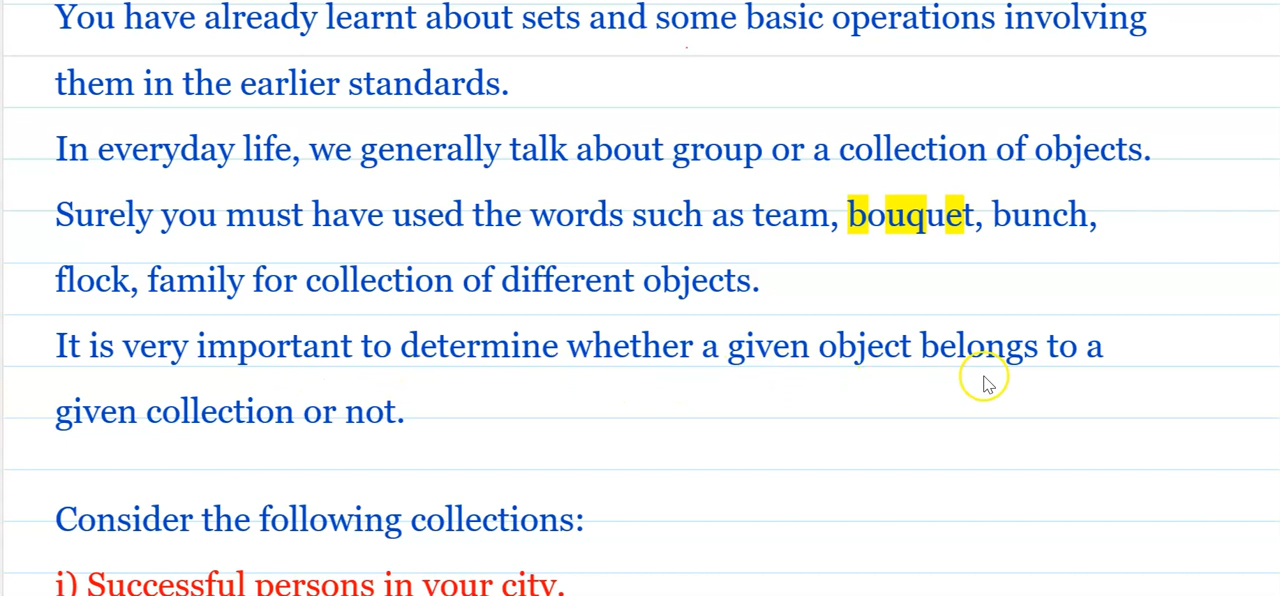 You have already learnt about sets and some basic operations involving
them in the earlier standards.
In everyday life, we generally talk about group or a collection of objects.
Surely you must have used the words such as team, bouquet, bunch,
flock, family for collection of different objects.
It is very important to determine whether a given object belongs to a
given collection or not.
Consider the following collections:
i) Successful persons in your city.